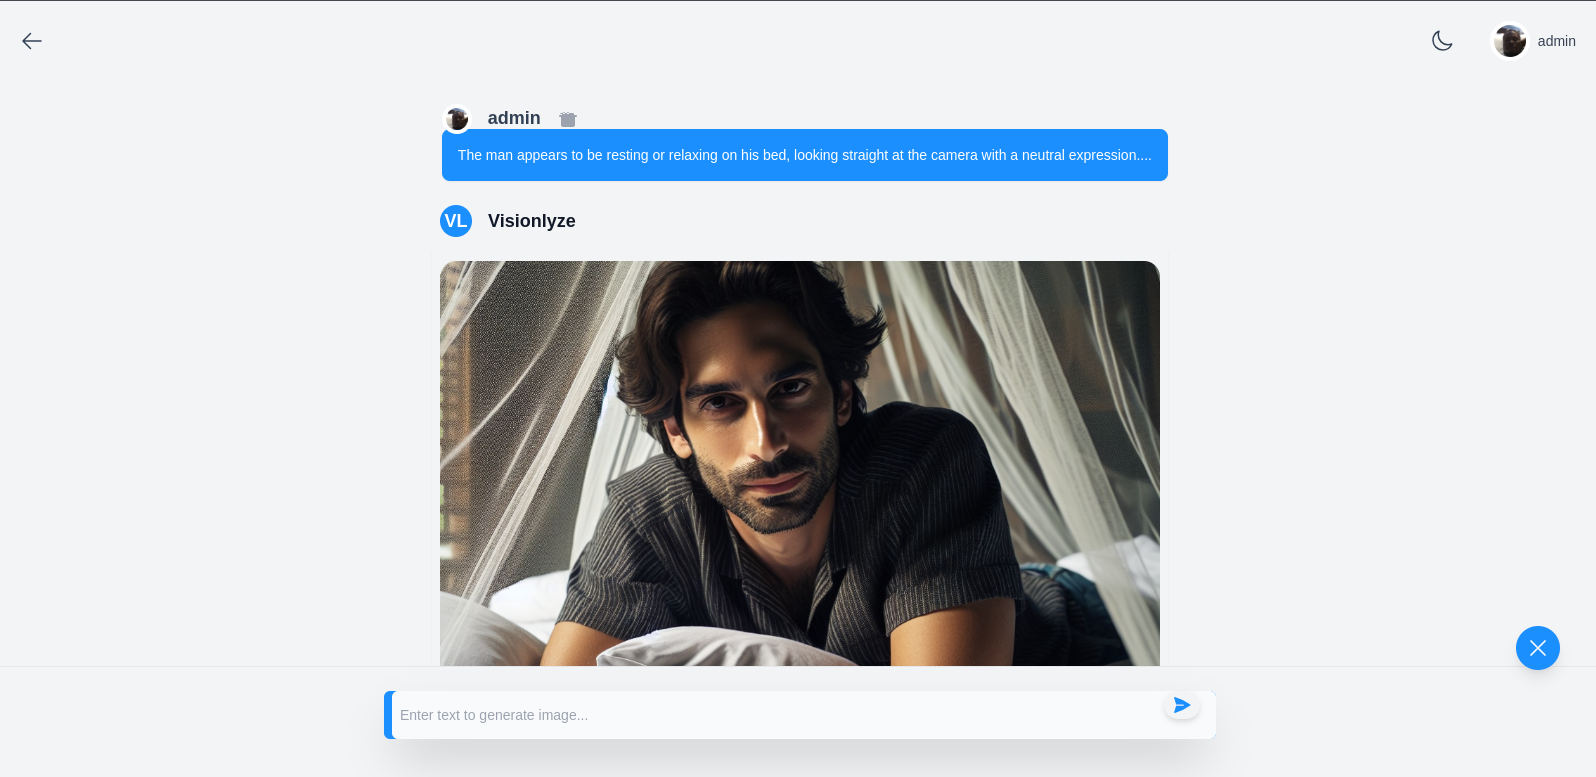 admin
admin
The man appears to be resting or relaxing on his bed, looking straight at the camera with a neutral expression....
VL Visionlyze
Enter text to generate image...